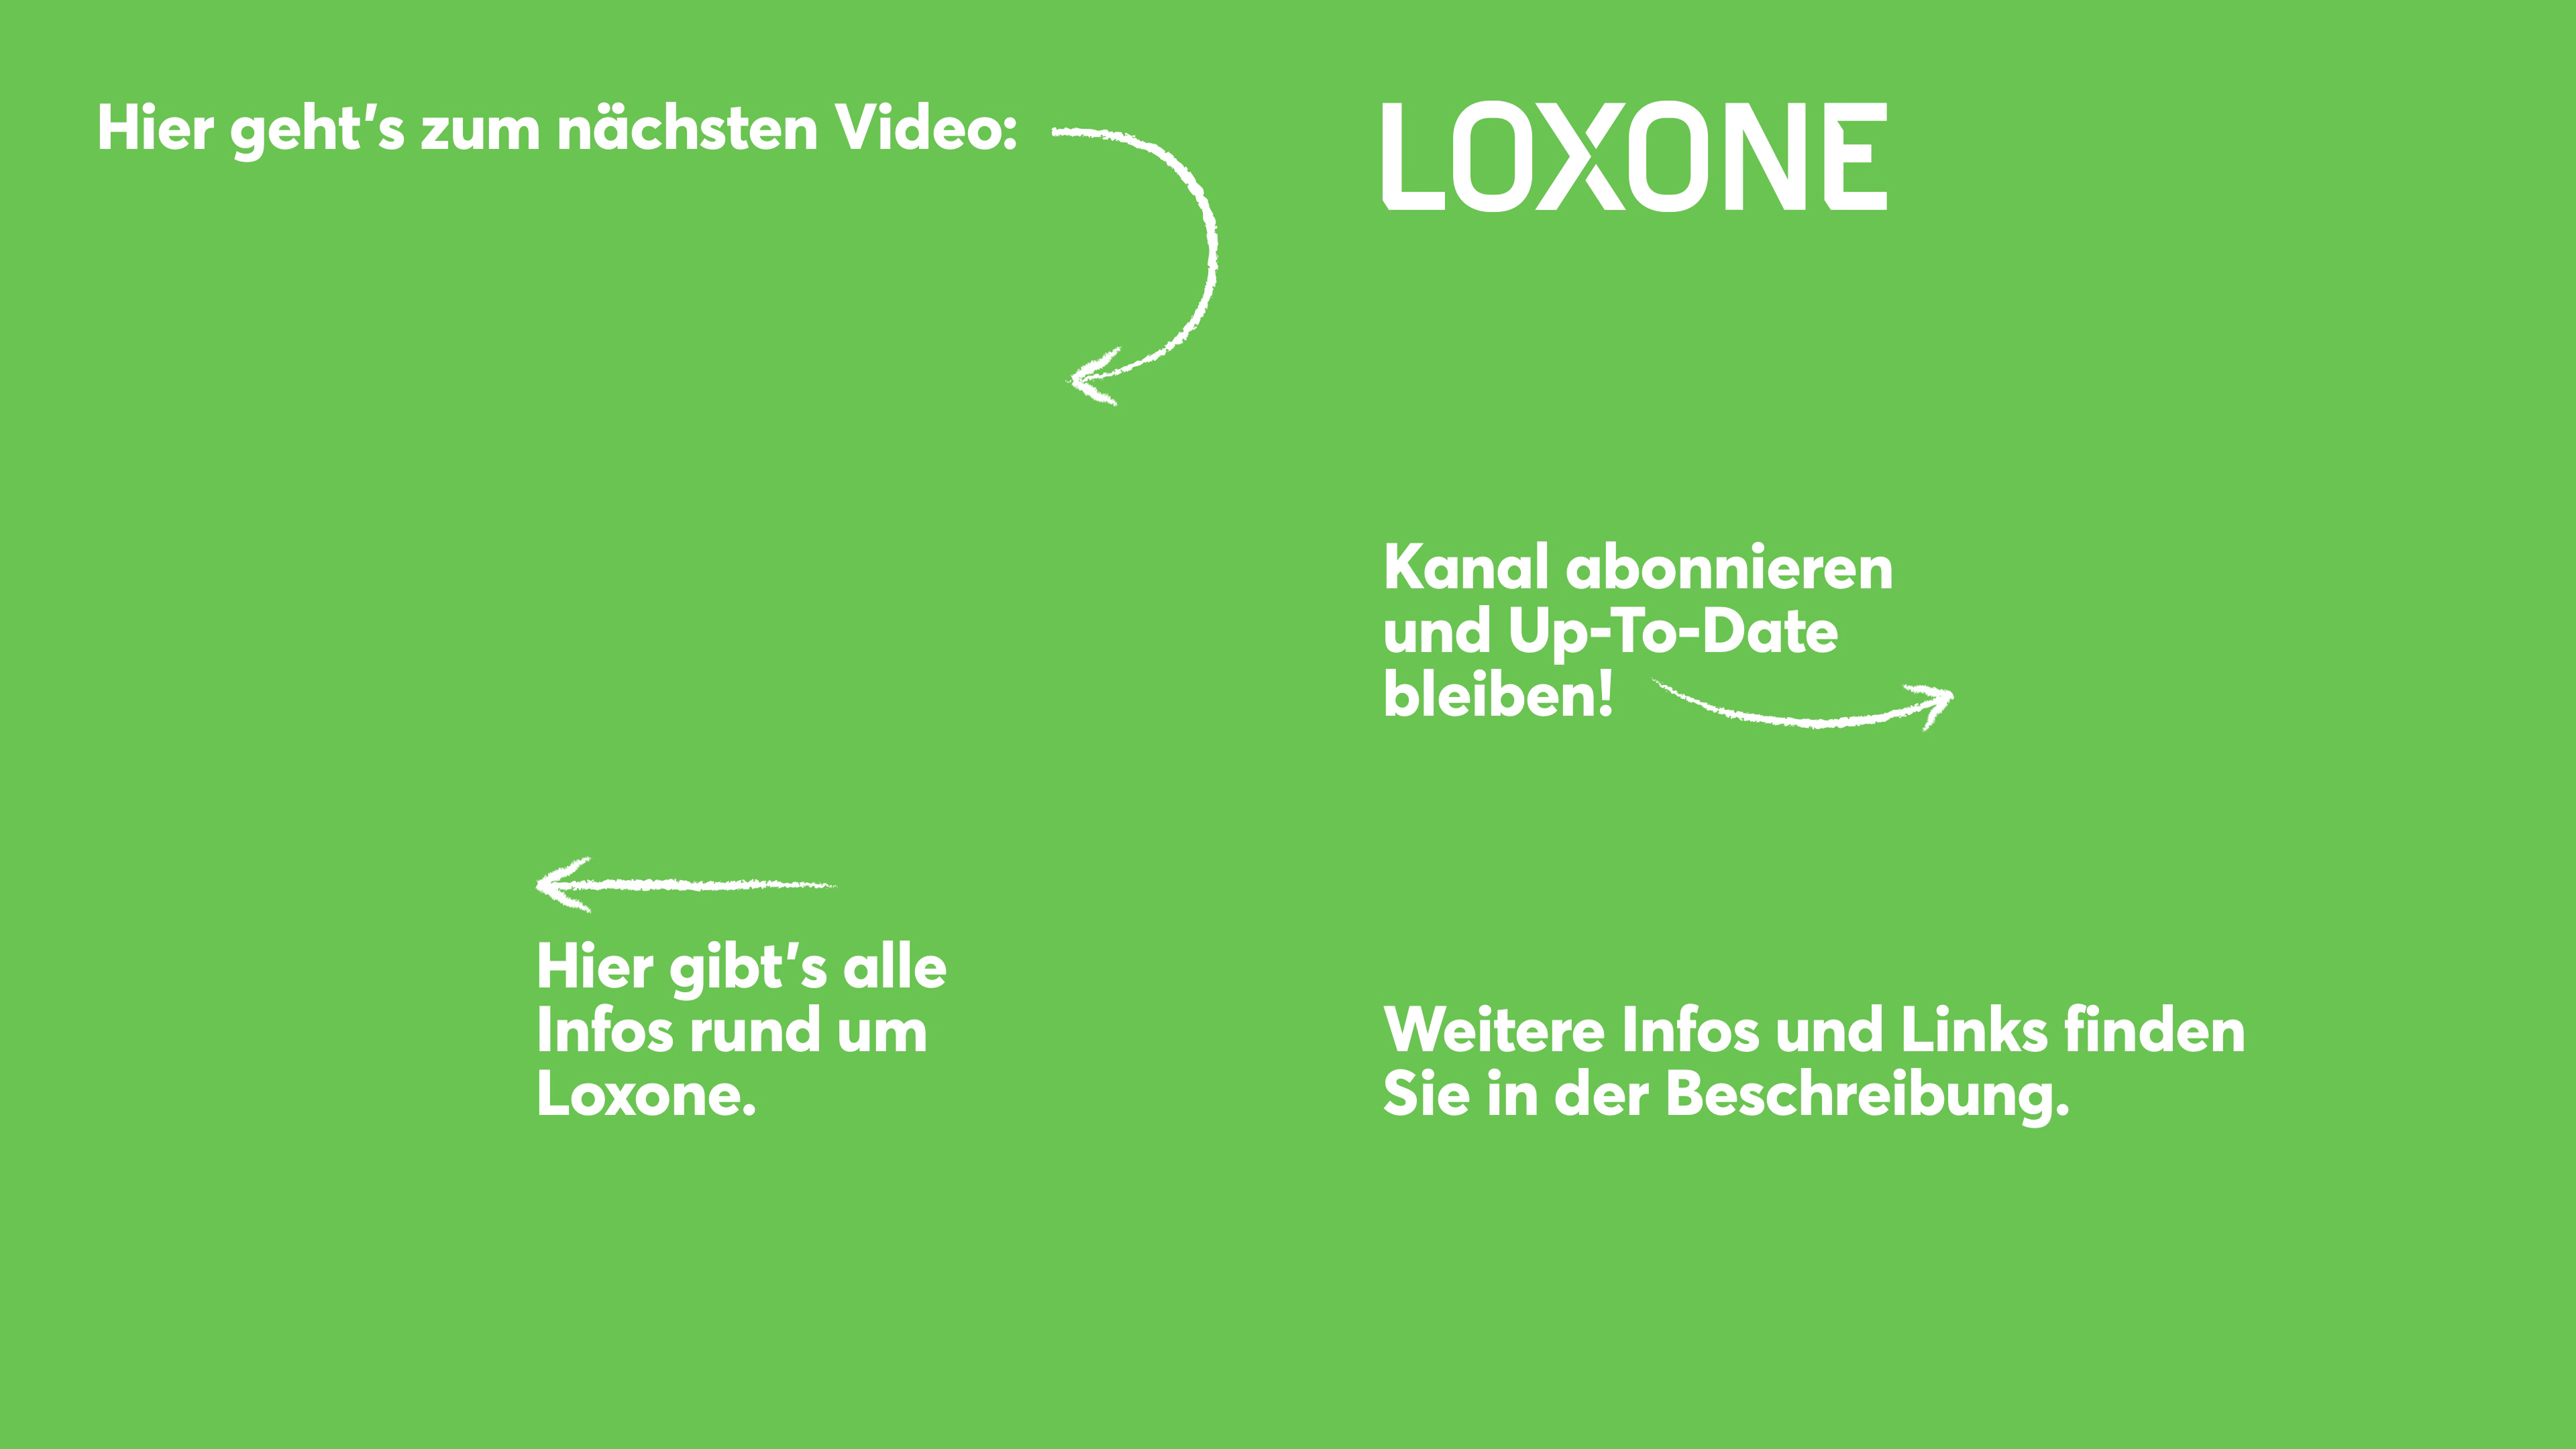 Hier geht's zum nächsten Video:
LOXONE
Kanal abonnieren
und Up-To-Date
bleiben!
Hier gibt's alle
Infos rund um
Loxone.
Weitere Infos und Links finden
Sie in der Beschreibung.